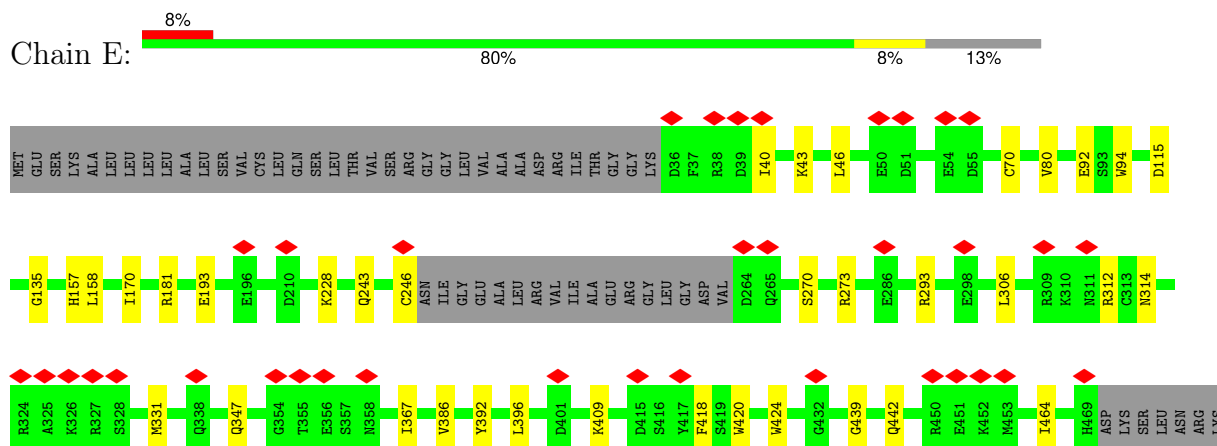 8%
Chain E:
80% 8% 13%
MET GLU SER LYS ALA LEU LEU LEU LEU ALA LEU SER VAL CYS LEU GLN SER LEU THR VAL SER ARG GLY GLY LEU VAL ALA ALA ASP ARG ILE THR GLY GLY LYS D36 F37 R38 D39 I40 K43 L46 E50 D51 E54 D55 C70 V80 E92 S93 W94 D115
G135 H157 L158 I170 R181 E193 E196 D210 K228 Q243 C246 ASN ILE GLY GLU ALA LEU ARG VAL ILE ALA GLU ARG GLY LEU GLY ASP VAL D264 Q265 S270 R273 E286 R293 E298 L306 R309 K310 N311 R312 C313 N314
R324 A325 K326 R327 S328 M331 Q338 Q347 G354 T355 E356 S357 N358 I367 V386 Y392 L396 D401 K409 D415 S416 Y417 F418 S419 W420 W424 G432 G439 Q442 R450 E451 K452 M453 I464 H469 ASP LYS SER LEU ASN ARG LYS